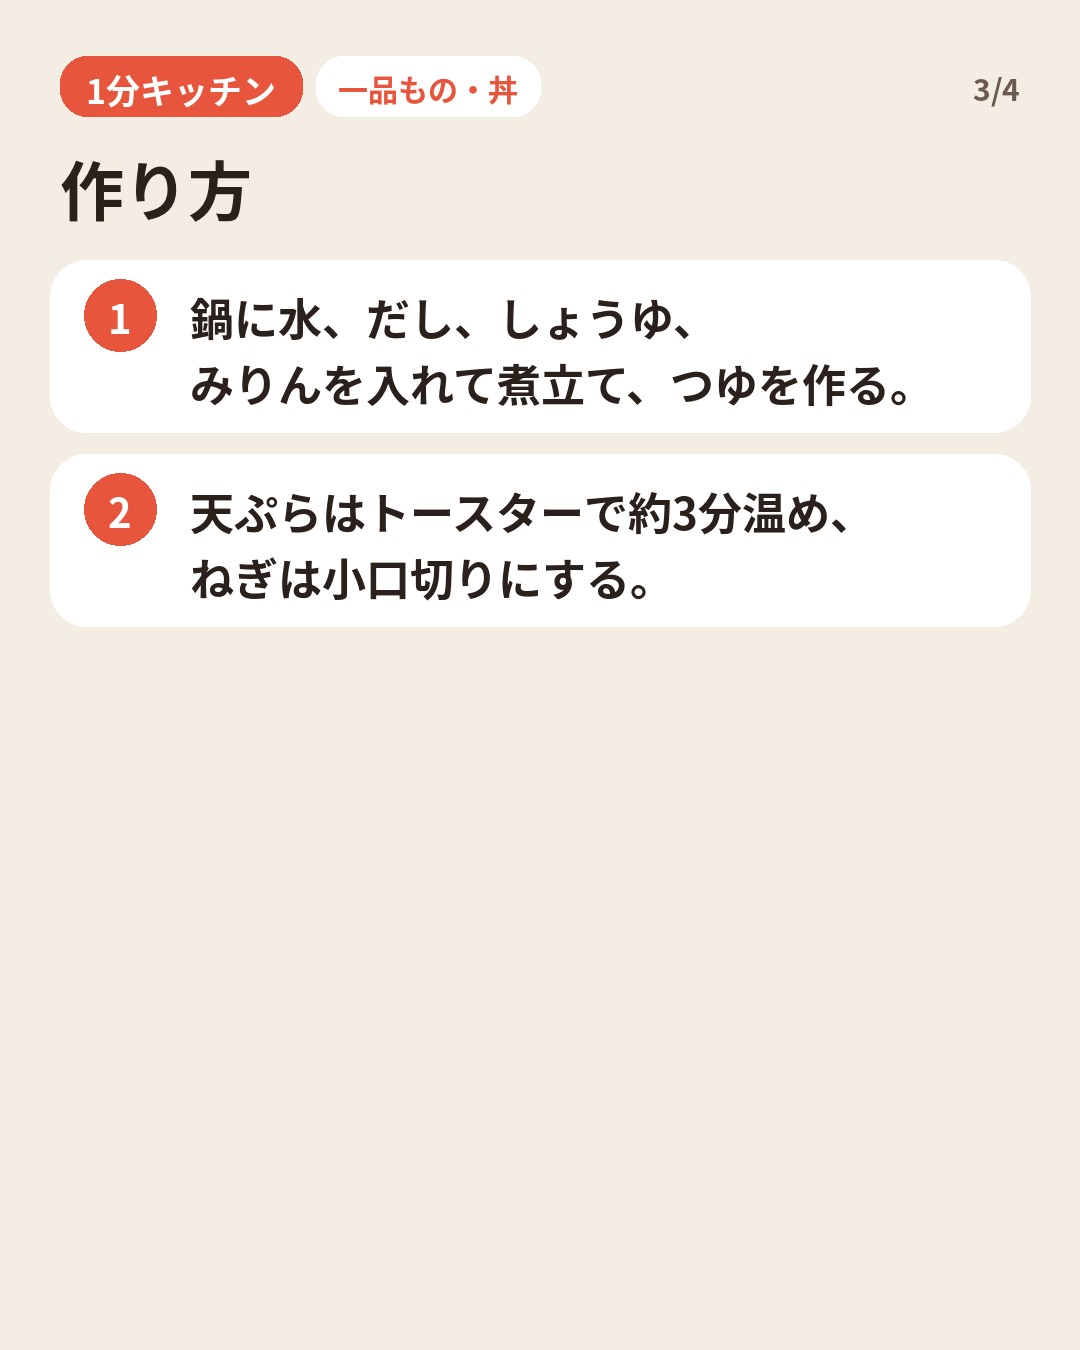 1分キッチン
一品もの・丼
3/4
作り方
1
鍋に水、だし、しょうゆ、
みりんを入れて煮立て、つゆを作る。
2
天ぷらはトースターで約3分温め、
ねぎは小口切りにする。